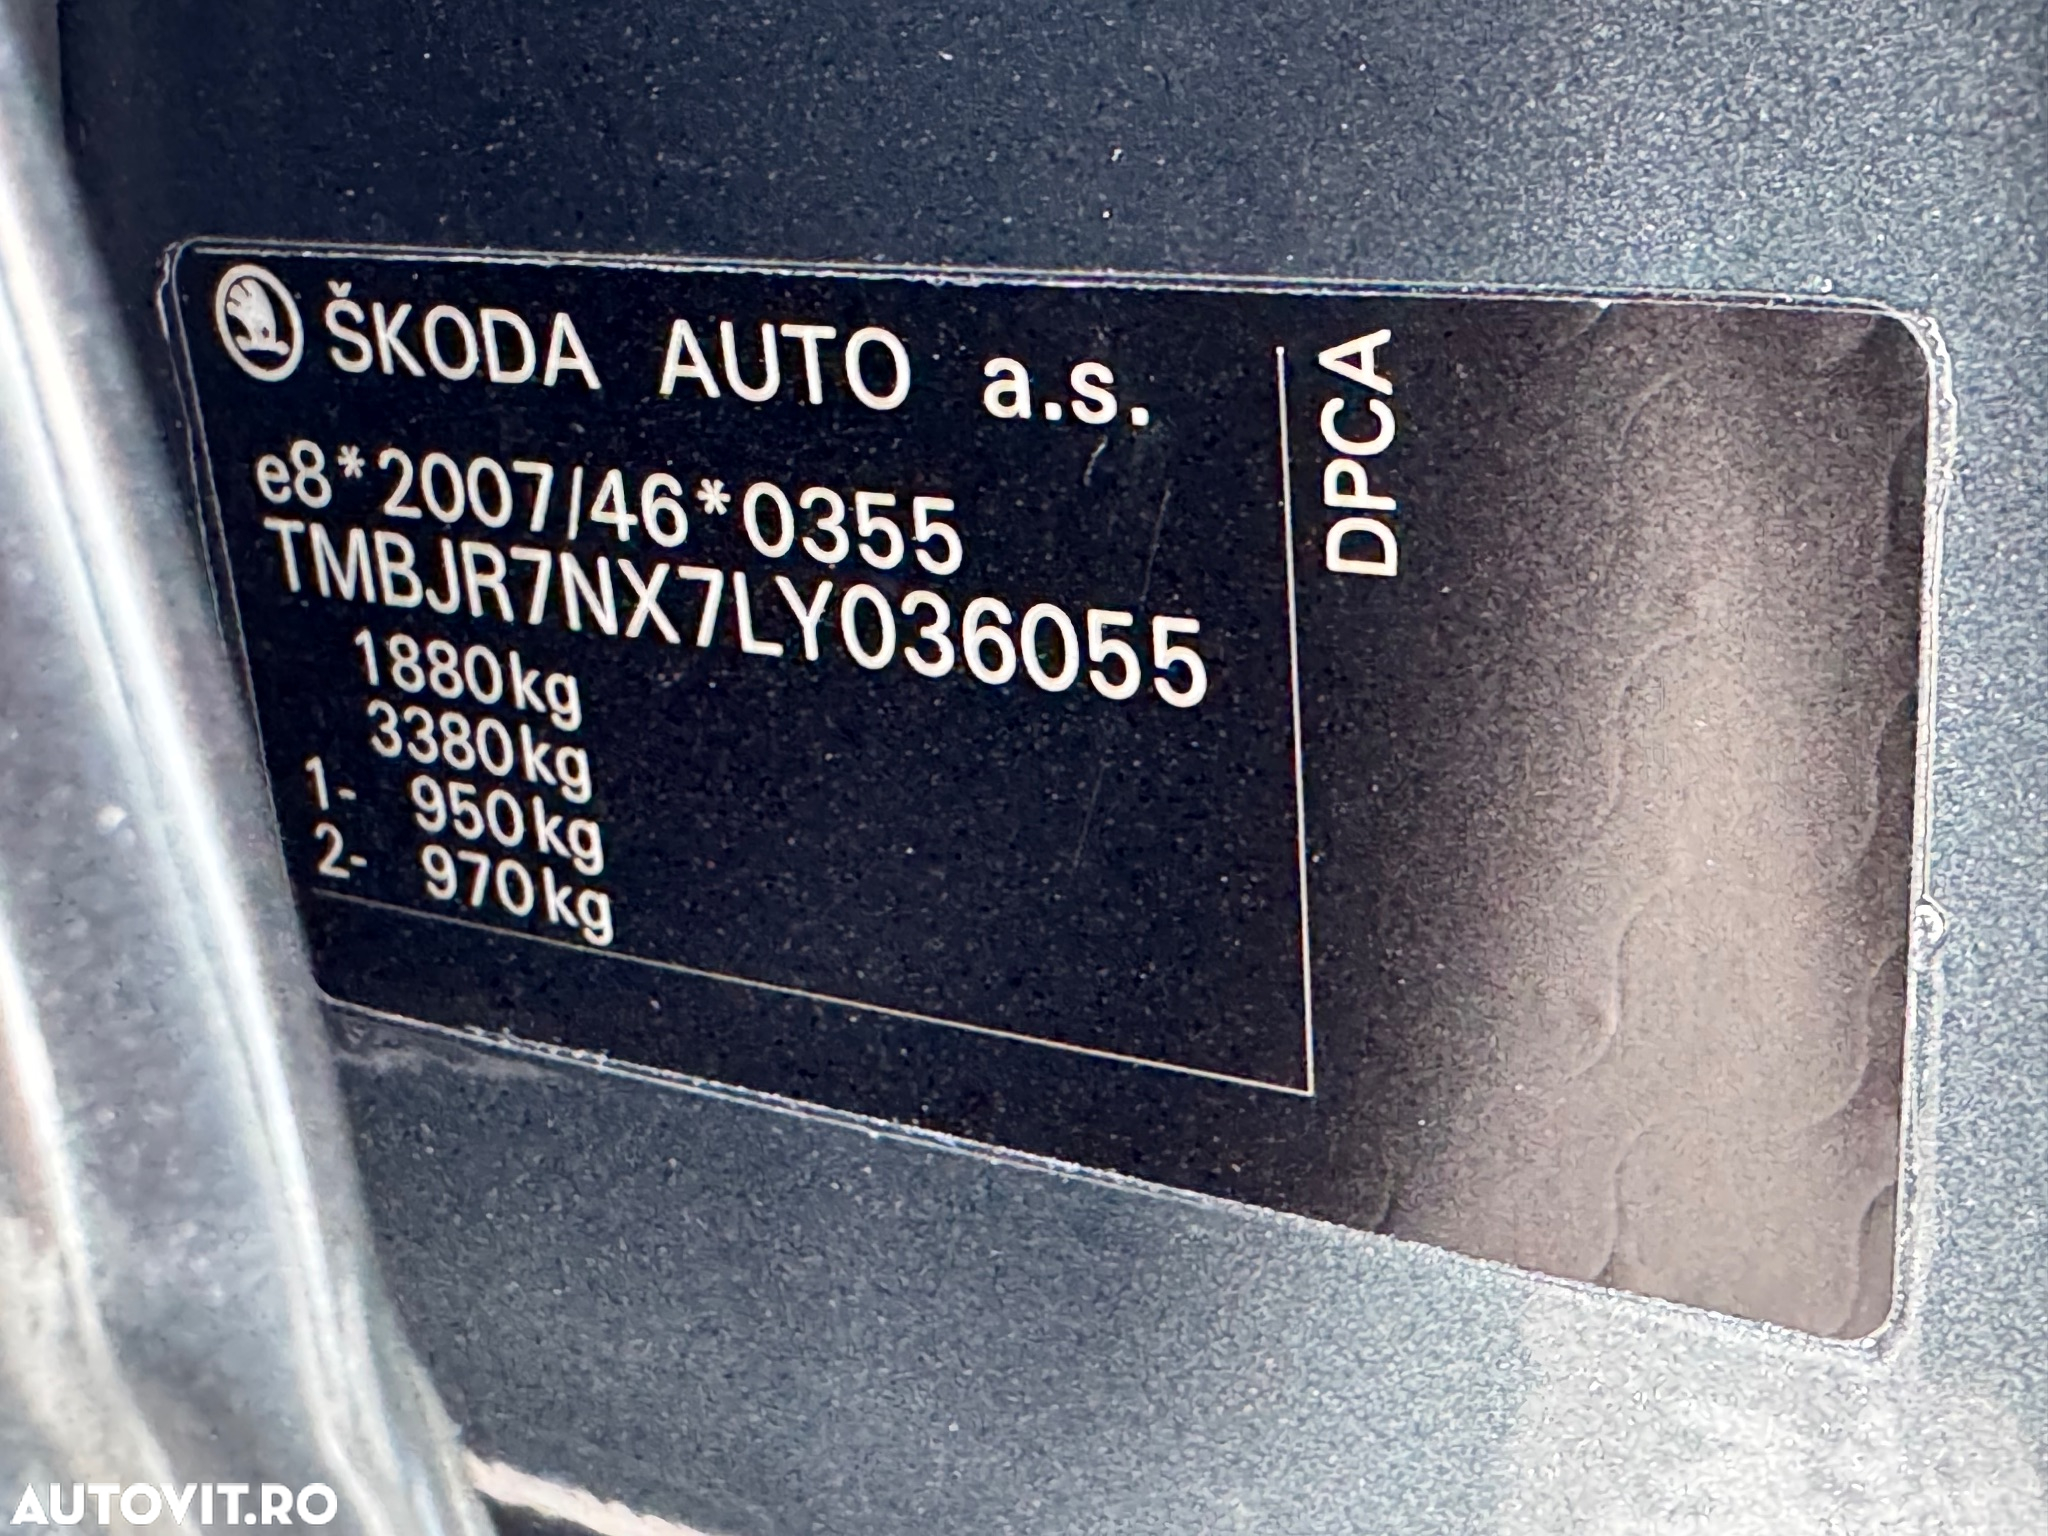 ŠKODA AUTO a.s.
e8*2007/46*0355
TMBJR7NX7LY036055
1880kg
3380kg
1- 950kg
2- 970kg
DPCA
AUTOVIT.RO